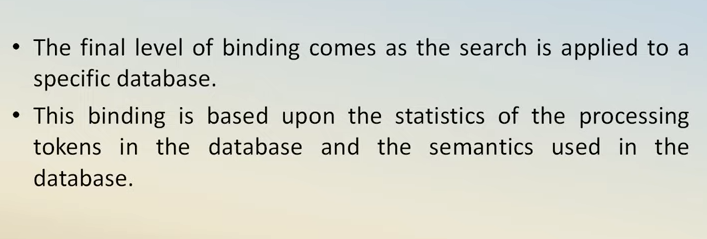 • The final level of binding comes as the search is applied to a
specific database.
• This binding is based upon the statistics of the processing
tokens in the database and the semantics used in the
database.